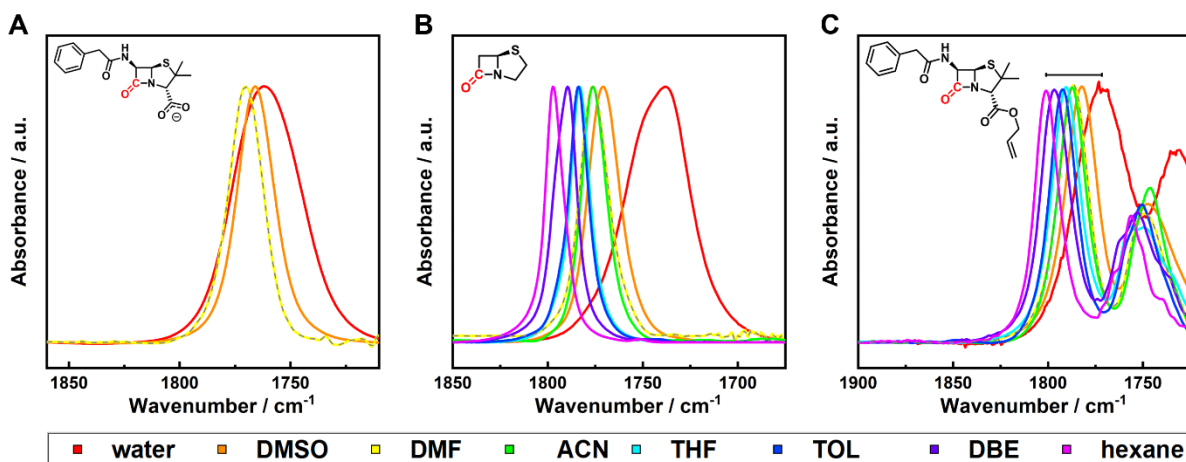 A
B
C
H
N
S
O
N
O
O
O
⊖
S
N
O
H
N
S
O
N
O
O
O
Absorbance / a.u.
Absorbance / a.u.
Absorbance / a.u.
1850 1800 1750
1850 1800 1750 1700
1900 1850 1800 1750
Wavenumber / cm-1
Wavenumber / cm-1
Wavenumber / cm-1
water DMSO DMF ACN THF TOL DBE hexane